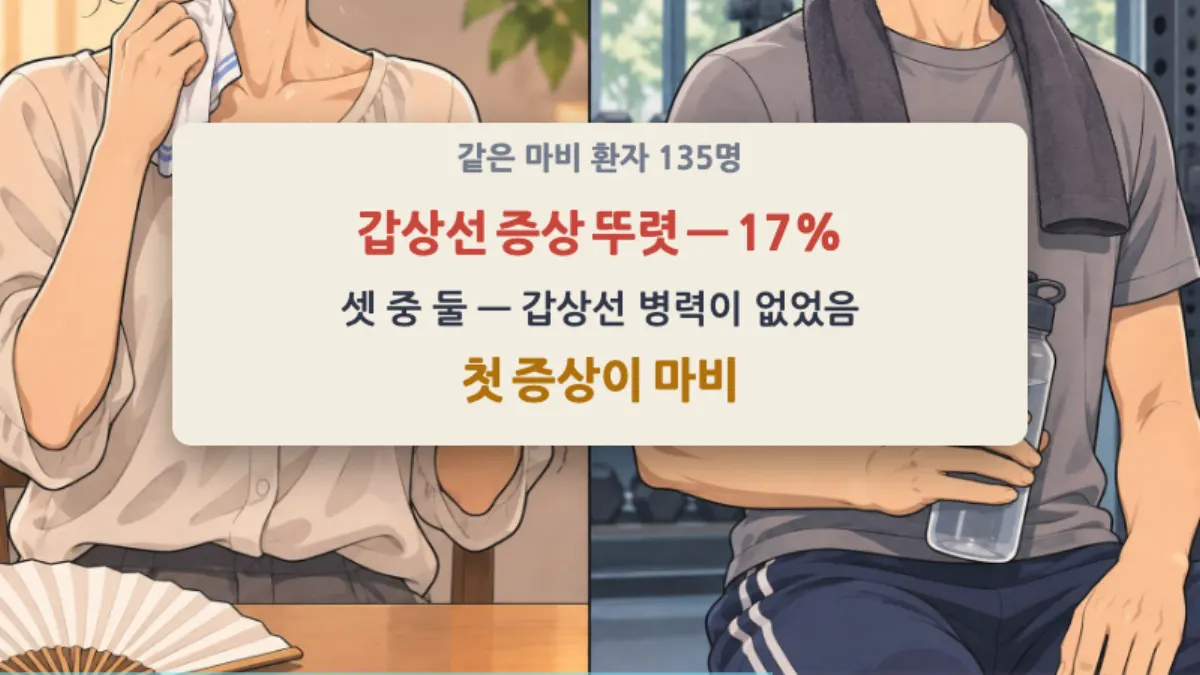 같은 마비 환자 135명
갑상선 증상 뚜렷 — 17%
셋 중 둘 — 갑상선 병력이 없었음
첫 증상이 마비